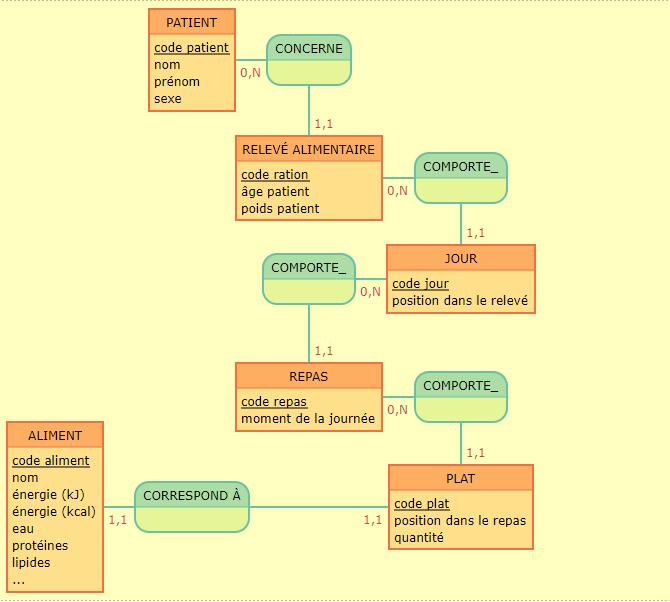 PATIENT
code patient
nom
prénom
sexe
CONCERNE
0,N
1,1
RELEVÉ ALIMENTAIRE
code ration
âge patient
poids patient
COMPORTE_
0,N
1,1
JOUR
code jour
position dans le relevé
COMPORTE_
0,N
1,1
REPAS
code repas
moment de la journée
COMPORTE_
0,N
1,1
PLAT
code plat
position dans le repas
quantité
ALIMENT
code aliment
nom
énergie (kJ)
énergie (kcal)
eau
protéines
lipides
...
CORRESPOND À
1,1
1,1